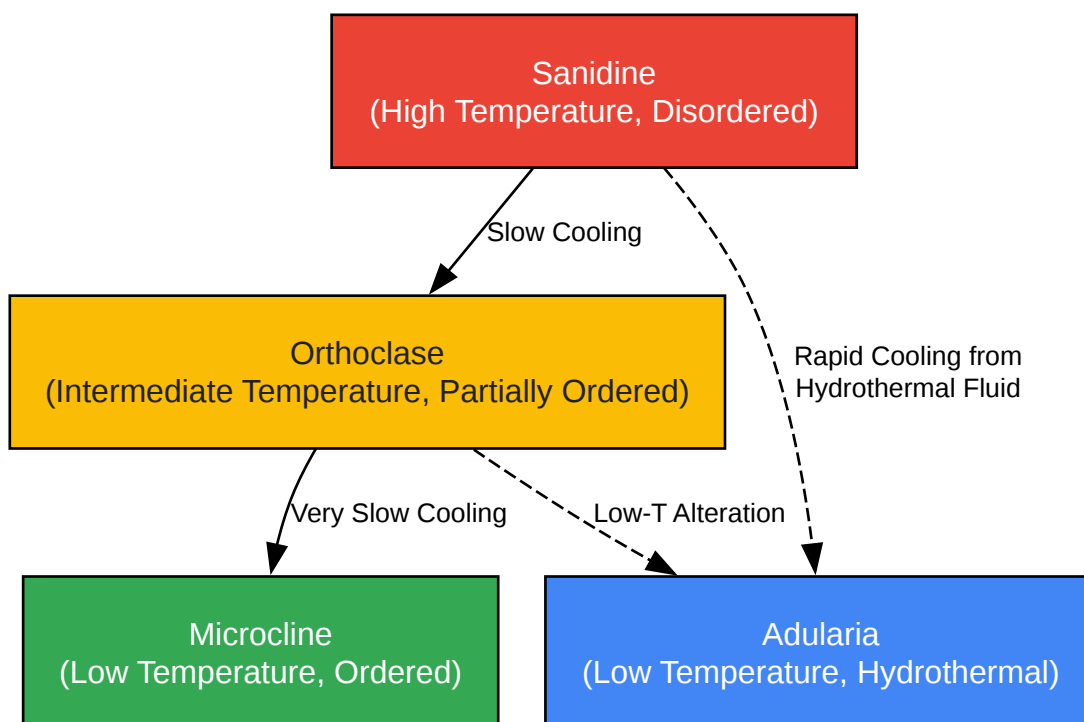 Sanidine
(High Temperature, Disordered)
Slow Cooling
Orthoclase
(Intermediate Temperature, Partially Ordered)
Rapid Cooling from
Hydrothermal Fluid
Very Slow Cooling
Low-T Alteration
Microcline
(Low Temperature, Ordered)
Adularia
(Low Temperature, Hydrothermal)